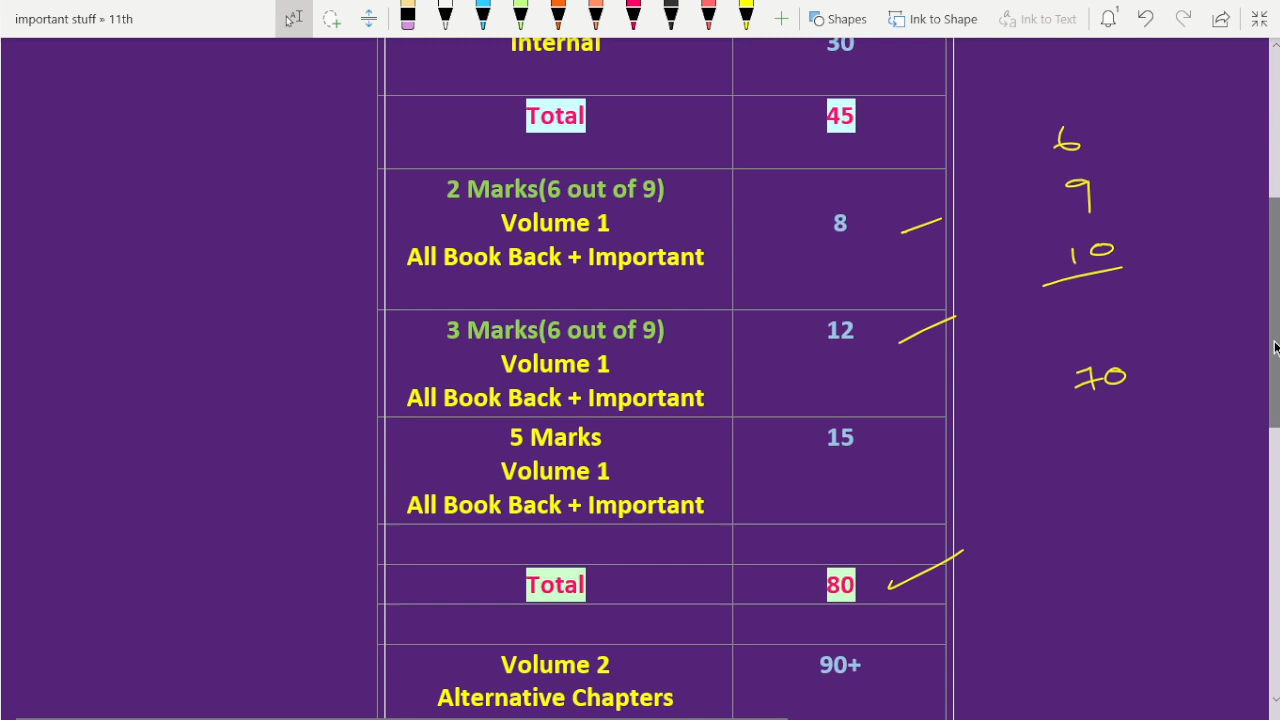 important stuff » 11th
Shapes
Ink to Shape
Ink to Text
Internal 30
Total 45
2 Marks(6 out of 9)
Volume 1 8
All Book Back + Important
3 Marks(6 out of 9) 12
Volume 1
All Book Back + Important
5 Marks 15
Volume 1
All Book Back + Important
Total 80
Volume 2 90+
Alternative Chapters
6
9
10
70